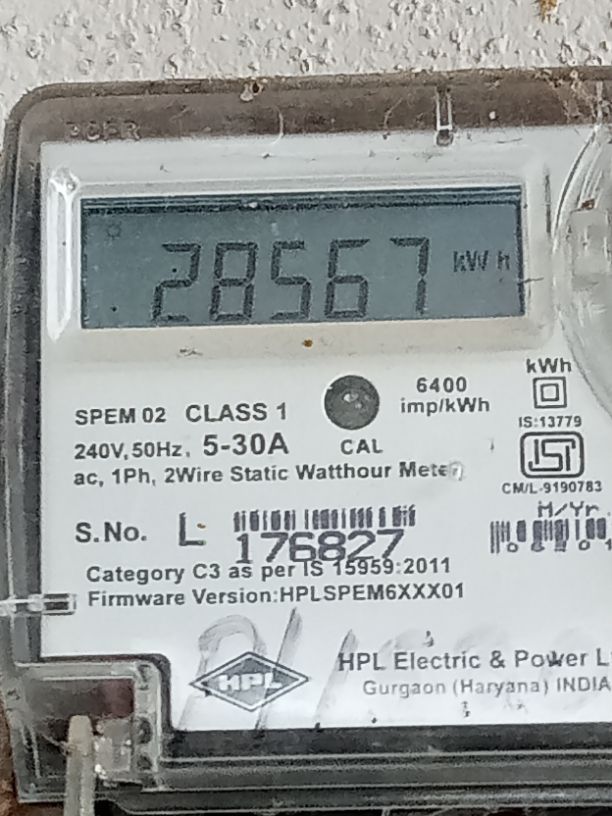 28567 kWh
kWh
6400
imp/kWh
SPEM 02 CLASS 1
IS:13779
240V,50Hz, 5-30A
CAL
ac, 1Ph, 2Wire Static Watthour Meter
ISI
CM/L-9190783
M/Yr.
S.No. L 176827
Category C3 as per IS 15959:2011
Firmware Version:HPLSPEM6XXX01
HPL
HPL Electric & Power
Gurgaon (Haryana) INDIA